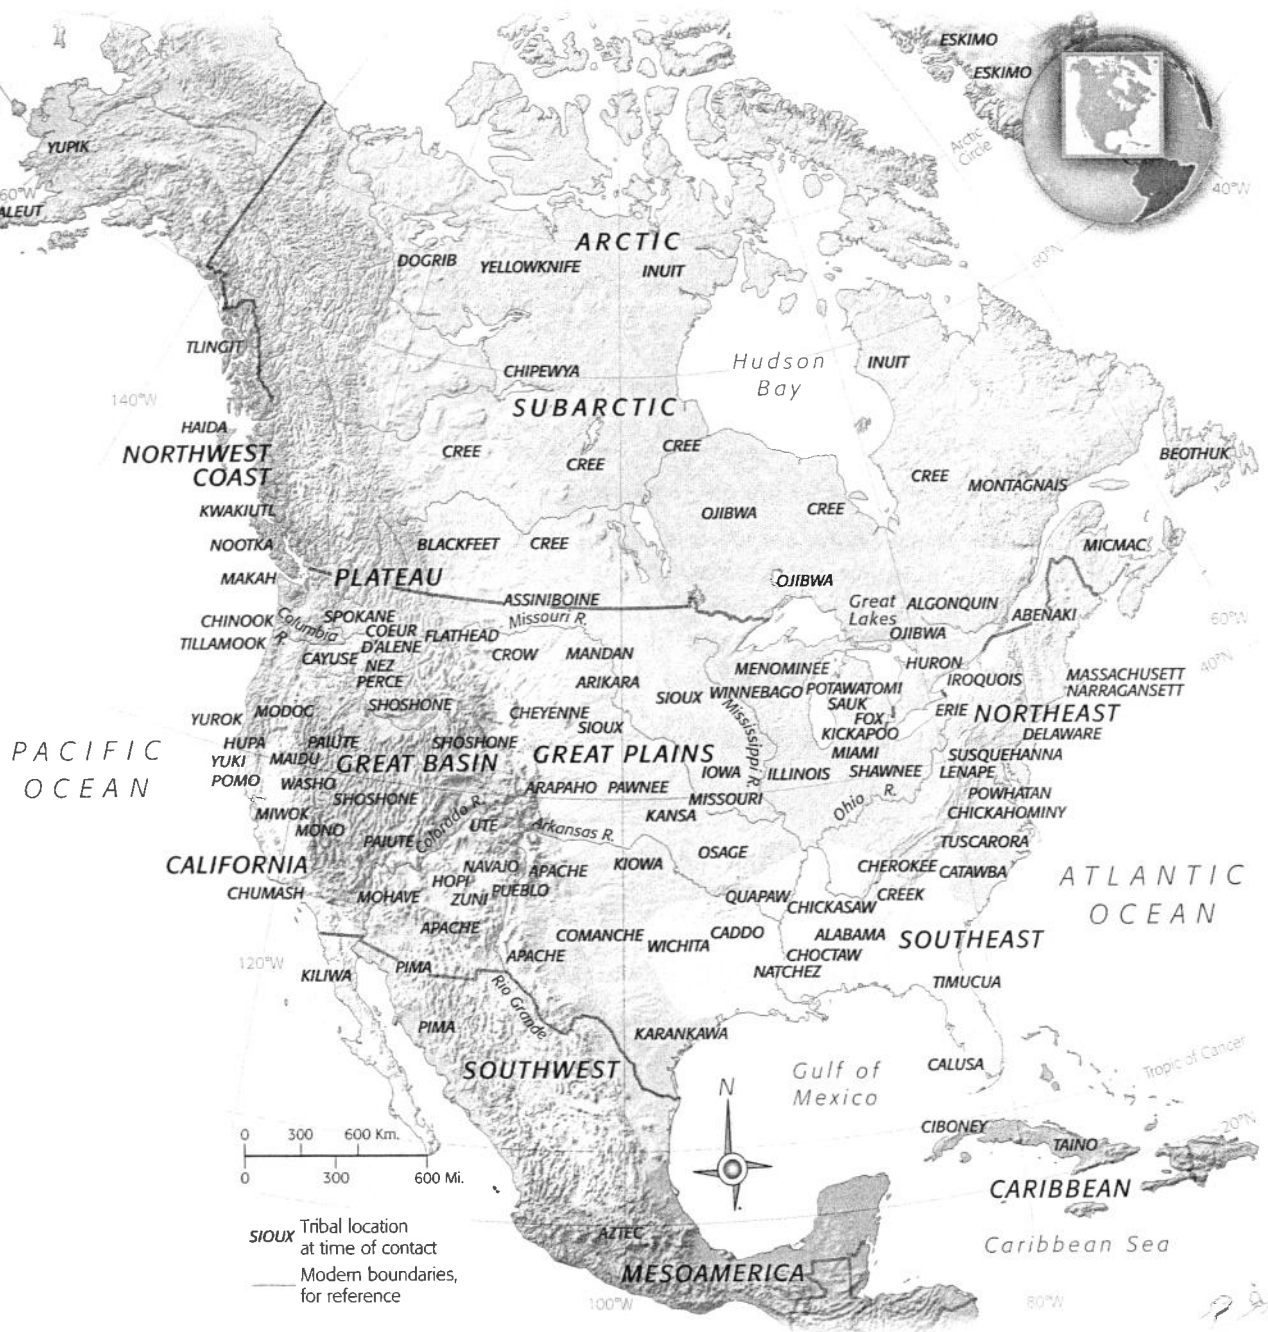 ESKIMO
ESKIMO
Arctic
Circle
40°W
60°N
YUPIK
60°W
ALEUT
ARCTIC
DOGRIB
YELLOWKNIFE
INUIT
TLINGIT
CHIPEWYA
Hudson
Bay
INUIT
140°W
SUBARCTIC
HAIDA
NORTHWEST
COAST
CREE
CREE
CREE
CREE
MONTAGNAIS
BEOTHUK
KWAKIUTL
OJIBWA
CREE
NOOTKA
BLACKFEET
CREE
MICMAC
MAKAH
PLATEAU
OJIBWA
ASSINIBOINE
Great
Lakes
ALGONQUIN
ABENAKI
60°W
CHINOOK
Columbia
R.
SPOKANE
Missouri R.
TILLAMOOK
COEUR
D'ALENE
FLATHEAD
OJIBWA
CAYUSE
NEZ
PERCE
CROW
MANDAN
MENOMINEE
HURON
IROQUOIS
40°N
MASSACHUSETT
NARRAGANSETT
ARIKARA
SIOUX
WINNEBAGO
POTAWATOMI
SAUK
FOX
KICKAPOO
ERIE
NORTHEAST
DELAWARE
YUROK
MODOC
SHOSHONE
CHEYENNE
SIOUX
Mississippi R.
PACIFIC
OCEAN
HUPA
YUKI
POMO
MAIDU
WASHO
PAIUTE
SHOSHONE
GREAT BASIN
GREAT PLAINS
MIAMI
SUSQUEHANNA
IOWA
ILLINOIS
SHAWNEE
LENAPE
SHOSHONE
ARAPAHO
PAWNEE
MISSOURI
Ohio
R.
POWHATAN
CHICKAHOMINY
MIWOK
MONO
PAIUTE
Colorado R.
UTE
Arkansas R.
KANSA
TUSCARORA
CALIFORNIA
NAVAJO
APACHE
KIOWA
OSAGE
CHEROKEE
CATAWBA
ATLANTIC
OCEAN
CHUMASH
MOHAVE
HOPI
ZUNI
PUEBLO
QUAPAW
CHICKASAW
CREEK
APACHE
COMANCHE
WICHITA
CADDO
ALABAMA
SOUTHEAST
120°W
KILIWA
PIMA
APACHE
CHOCTAW
NATCHEZ
TIMUCUA
Rio Grande
PIMA
KARANKAWA
SOUTHWEST
Gulf of
Mexico
CALUSA
Tropic of Cancer
N
0 300 600 Km.
0 300 600 Mi.
CIBONEY
TAINO
20°N
CARIBBEAN
SIOUX Tribal location
at time of contact
Modern boundaries,
for reference
AZTEC
MESOAMERICA
Caribbean Sea
100°W
80°W